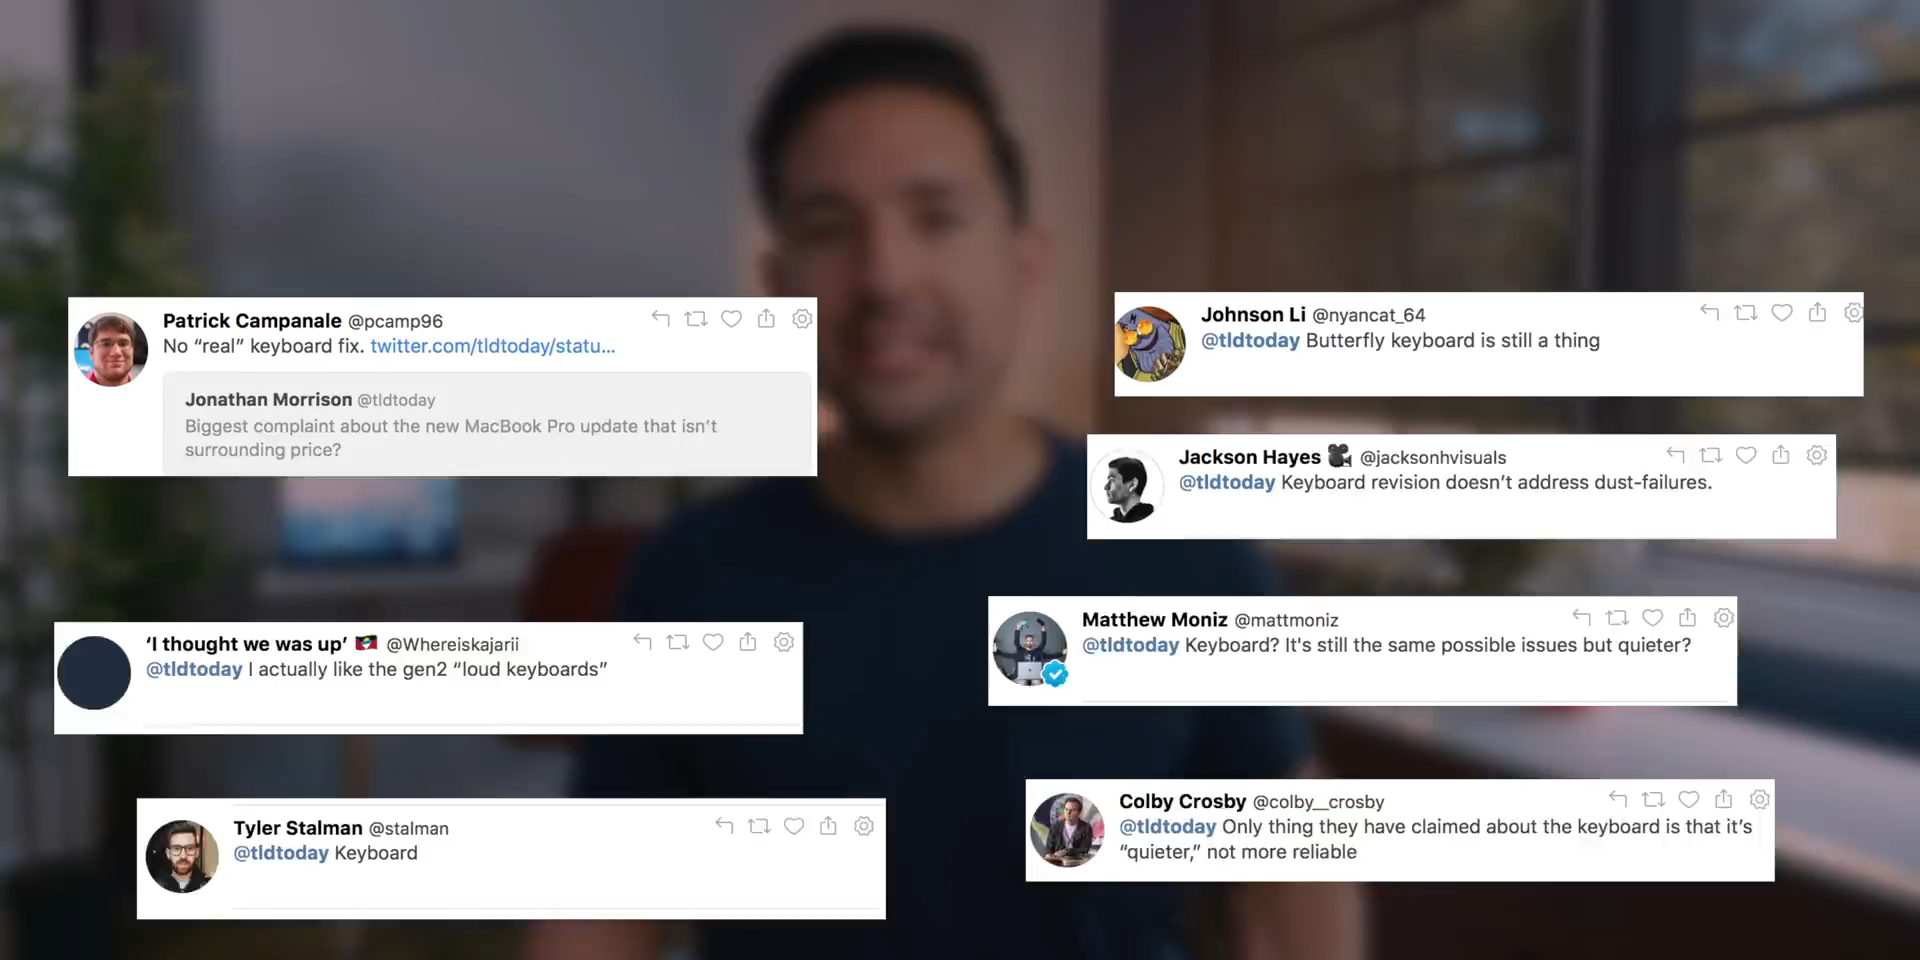 Patrick Campanale @pcamp96
No “real” keyboard fix. twitter.com/tldtoday/statu...
Jonathan Morrison @tldtoday
Biggest complaint about the new MacBook Pro update that isn’t
surrounding price?
‘I thought we was up’ 🇦🇬 @Whereiskajarii
@tldtoday I actually like the gen2 “loud keyboards”
Tyler Stalman @stalman
@tldtoday Keyboard
Johnson Li @nyancat_64
@tldtoday Butterfly keyboard is still a thing
Jackson Hayes 🎥 @jacksonhvisuals
@tldtoday Keyboard revision doesn’t address dust-failures.
Matthew Moniz @mattmoniz
@tldtoday Keyboard? It's still the same possible issues but quieter?
Colby Crosby @colby__crosby
@tldtoday Only thing they have claimed about the keyboard is that it’s
“quieter,” not more reliable